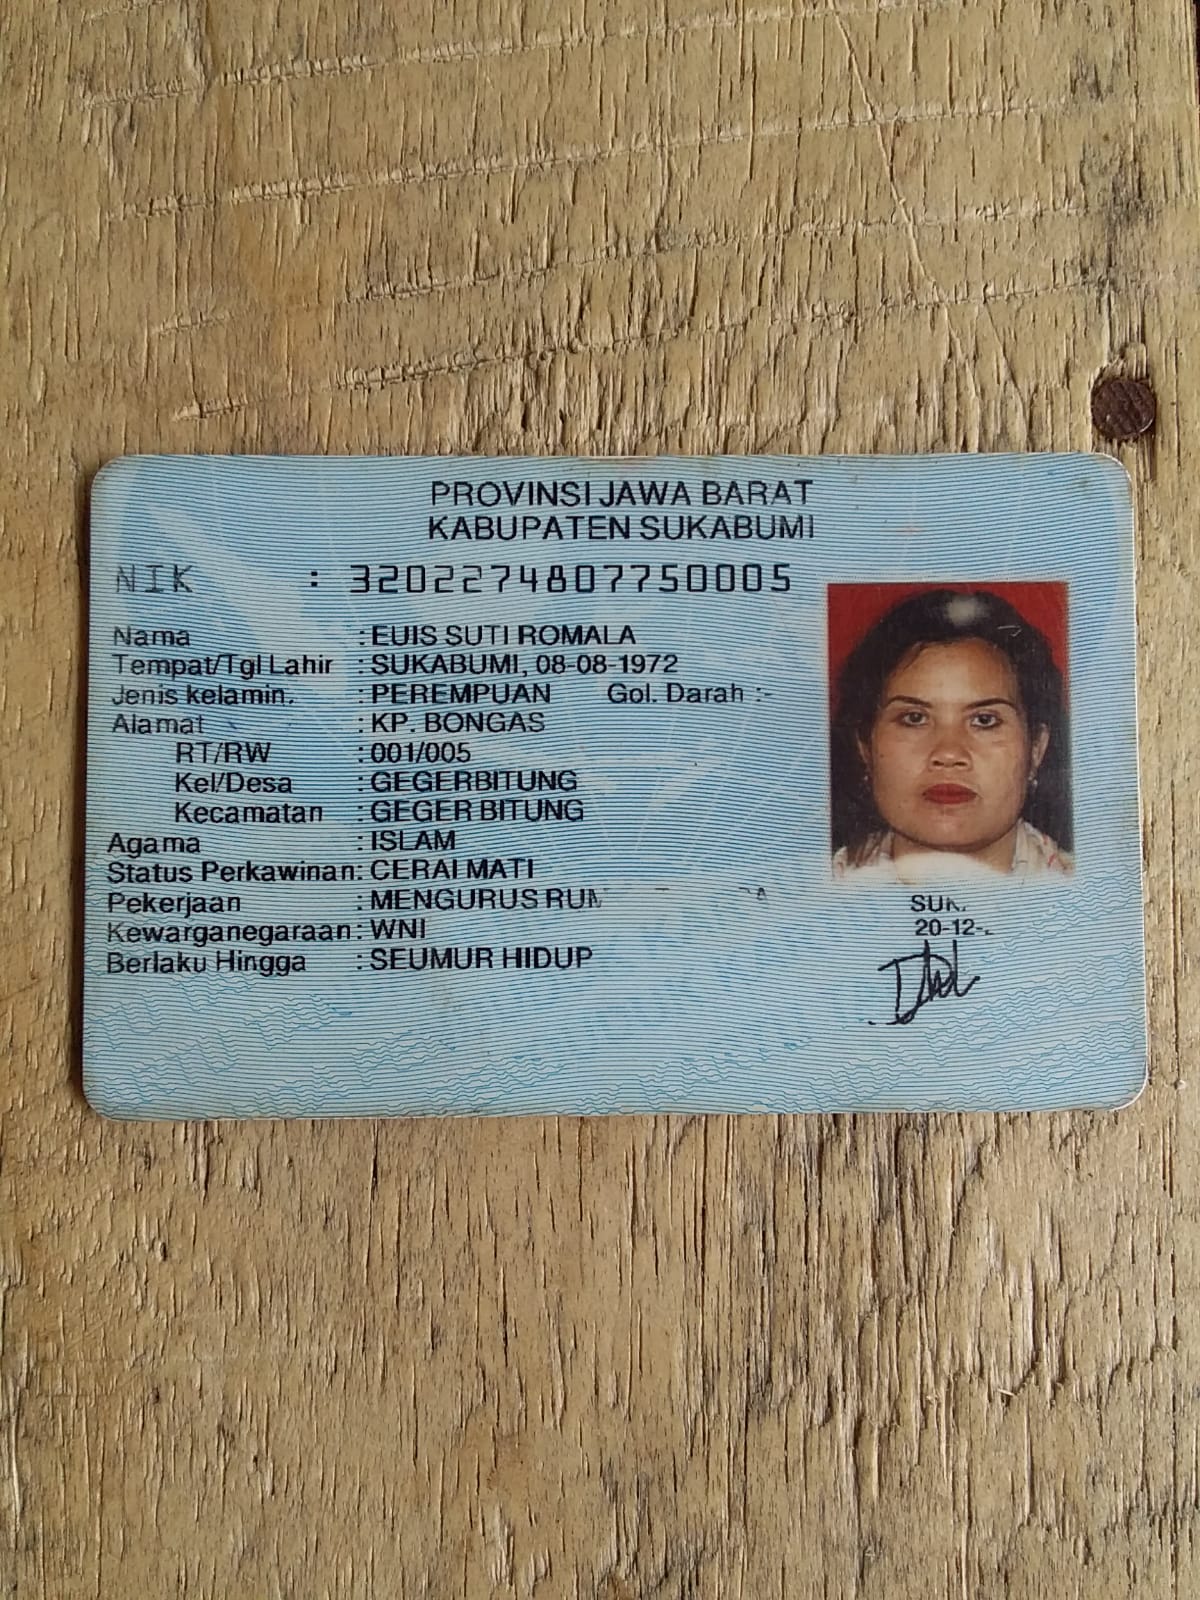 PROVINSI JAWA BARAT
KABUPATEN SUKABUMI
NIK : 3202274807750005
Nama : EUIS SUTI ROMALA
Tempat/Tgl Lahir : SUKABUMI, 08-08-1972
Jenis kelamin. : PEREMPUAN Gol. Darah :-
Alamat : KP. BONGAS
RT/RW : 001/005
Kel/Desa : GEGERBITUNG
Kecamatan : GEGER BITUNG
Agama : ISLAM
Status Perkawinan: CERAI MATI
Pekerjaan : MENGURUS
Kewarganegaraan: WNI
Berlaku Hingga : SEUMUR HIDUP
20-12-